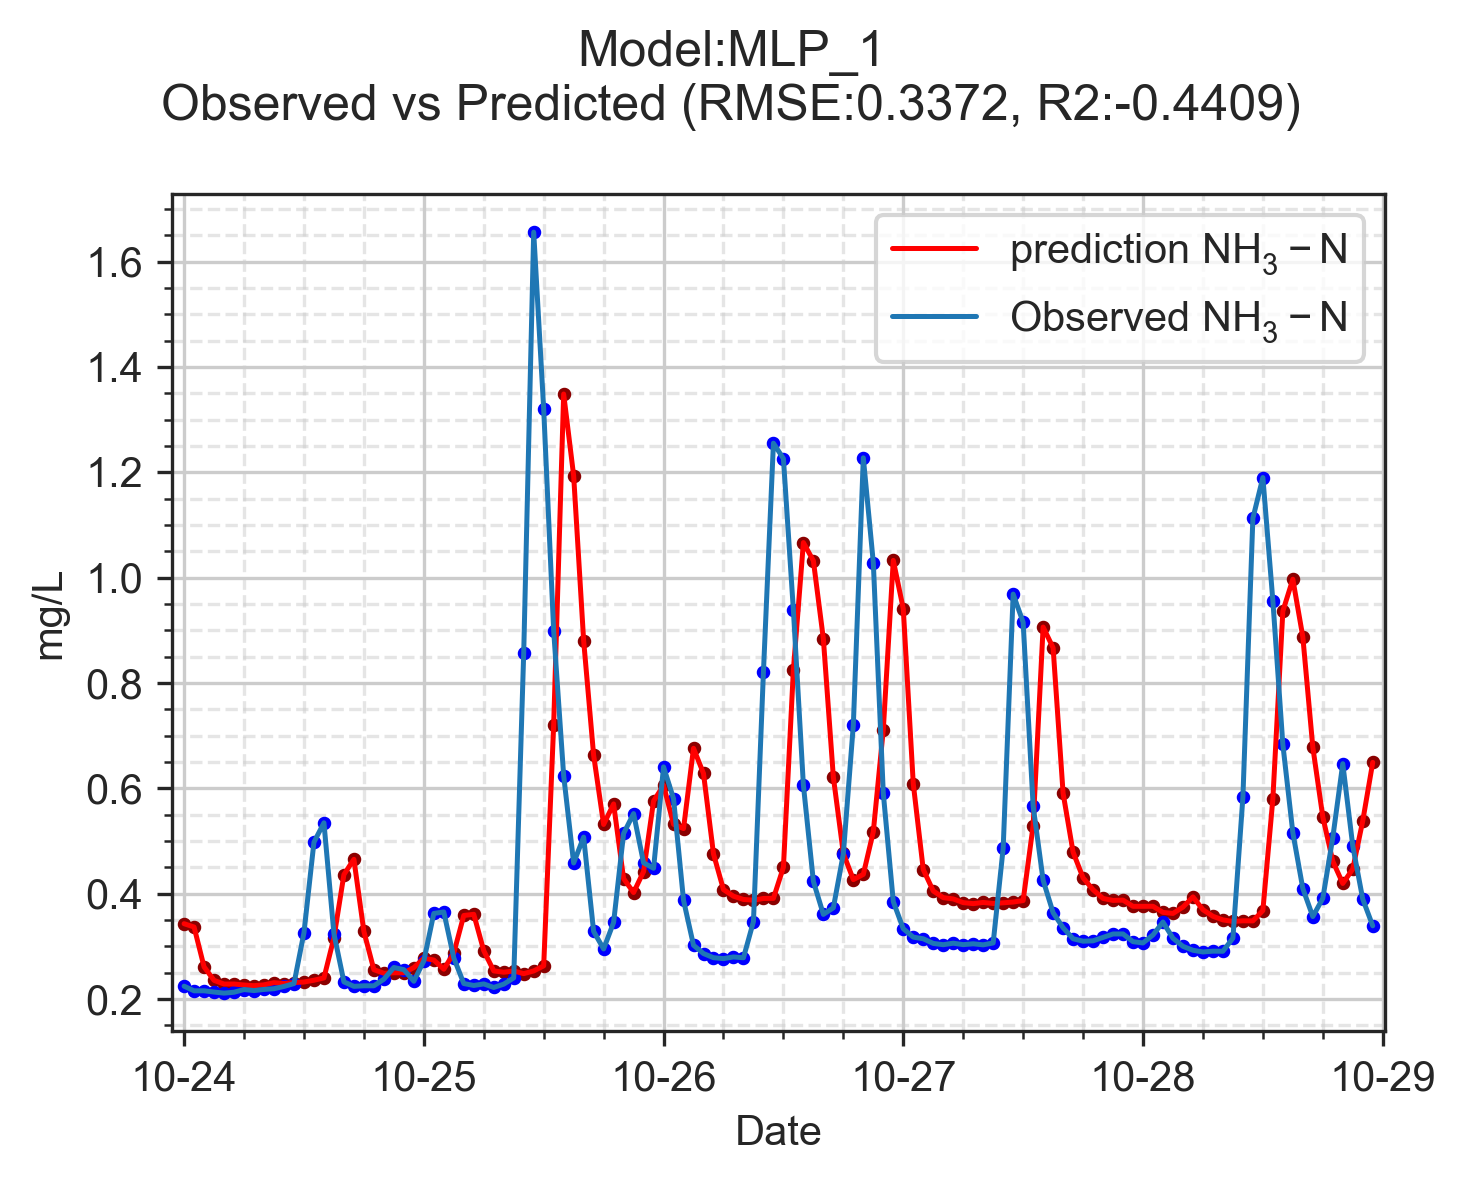 Model:MLP_1
Observed vs Predicted (RMSE:0.3372, R2:-0.4409)
prediction NH₃ − N
Observed NH₃ − N
1.6
1.4
1.2
1.0
0.8
0.6
0.4
0.2
mg/L
10-24 10-25 10-26 10-27 10-28 10-29
Date